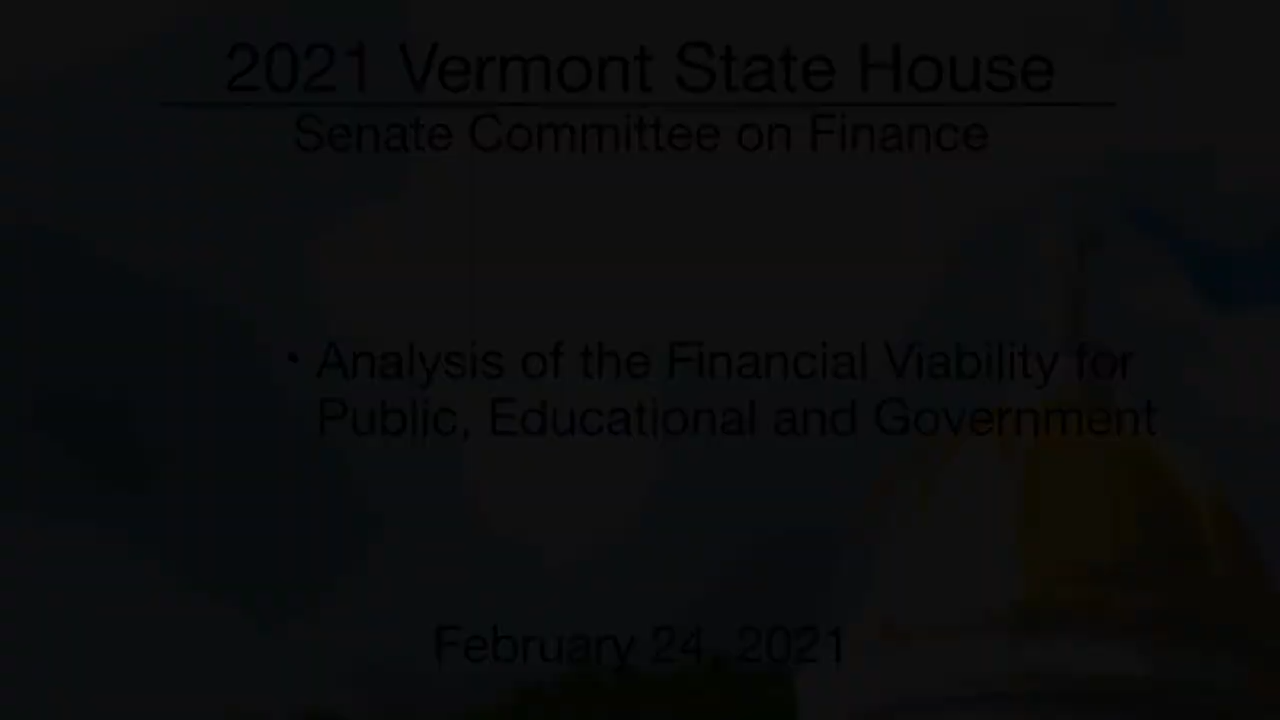 2021 Vermont State House
Senate Committee on Finance
• Analysis of the Financial Viability for
Public, Educational and Government
February 24, 2021